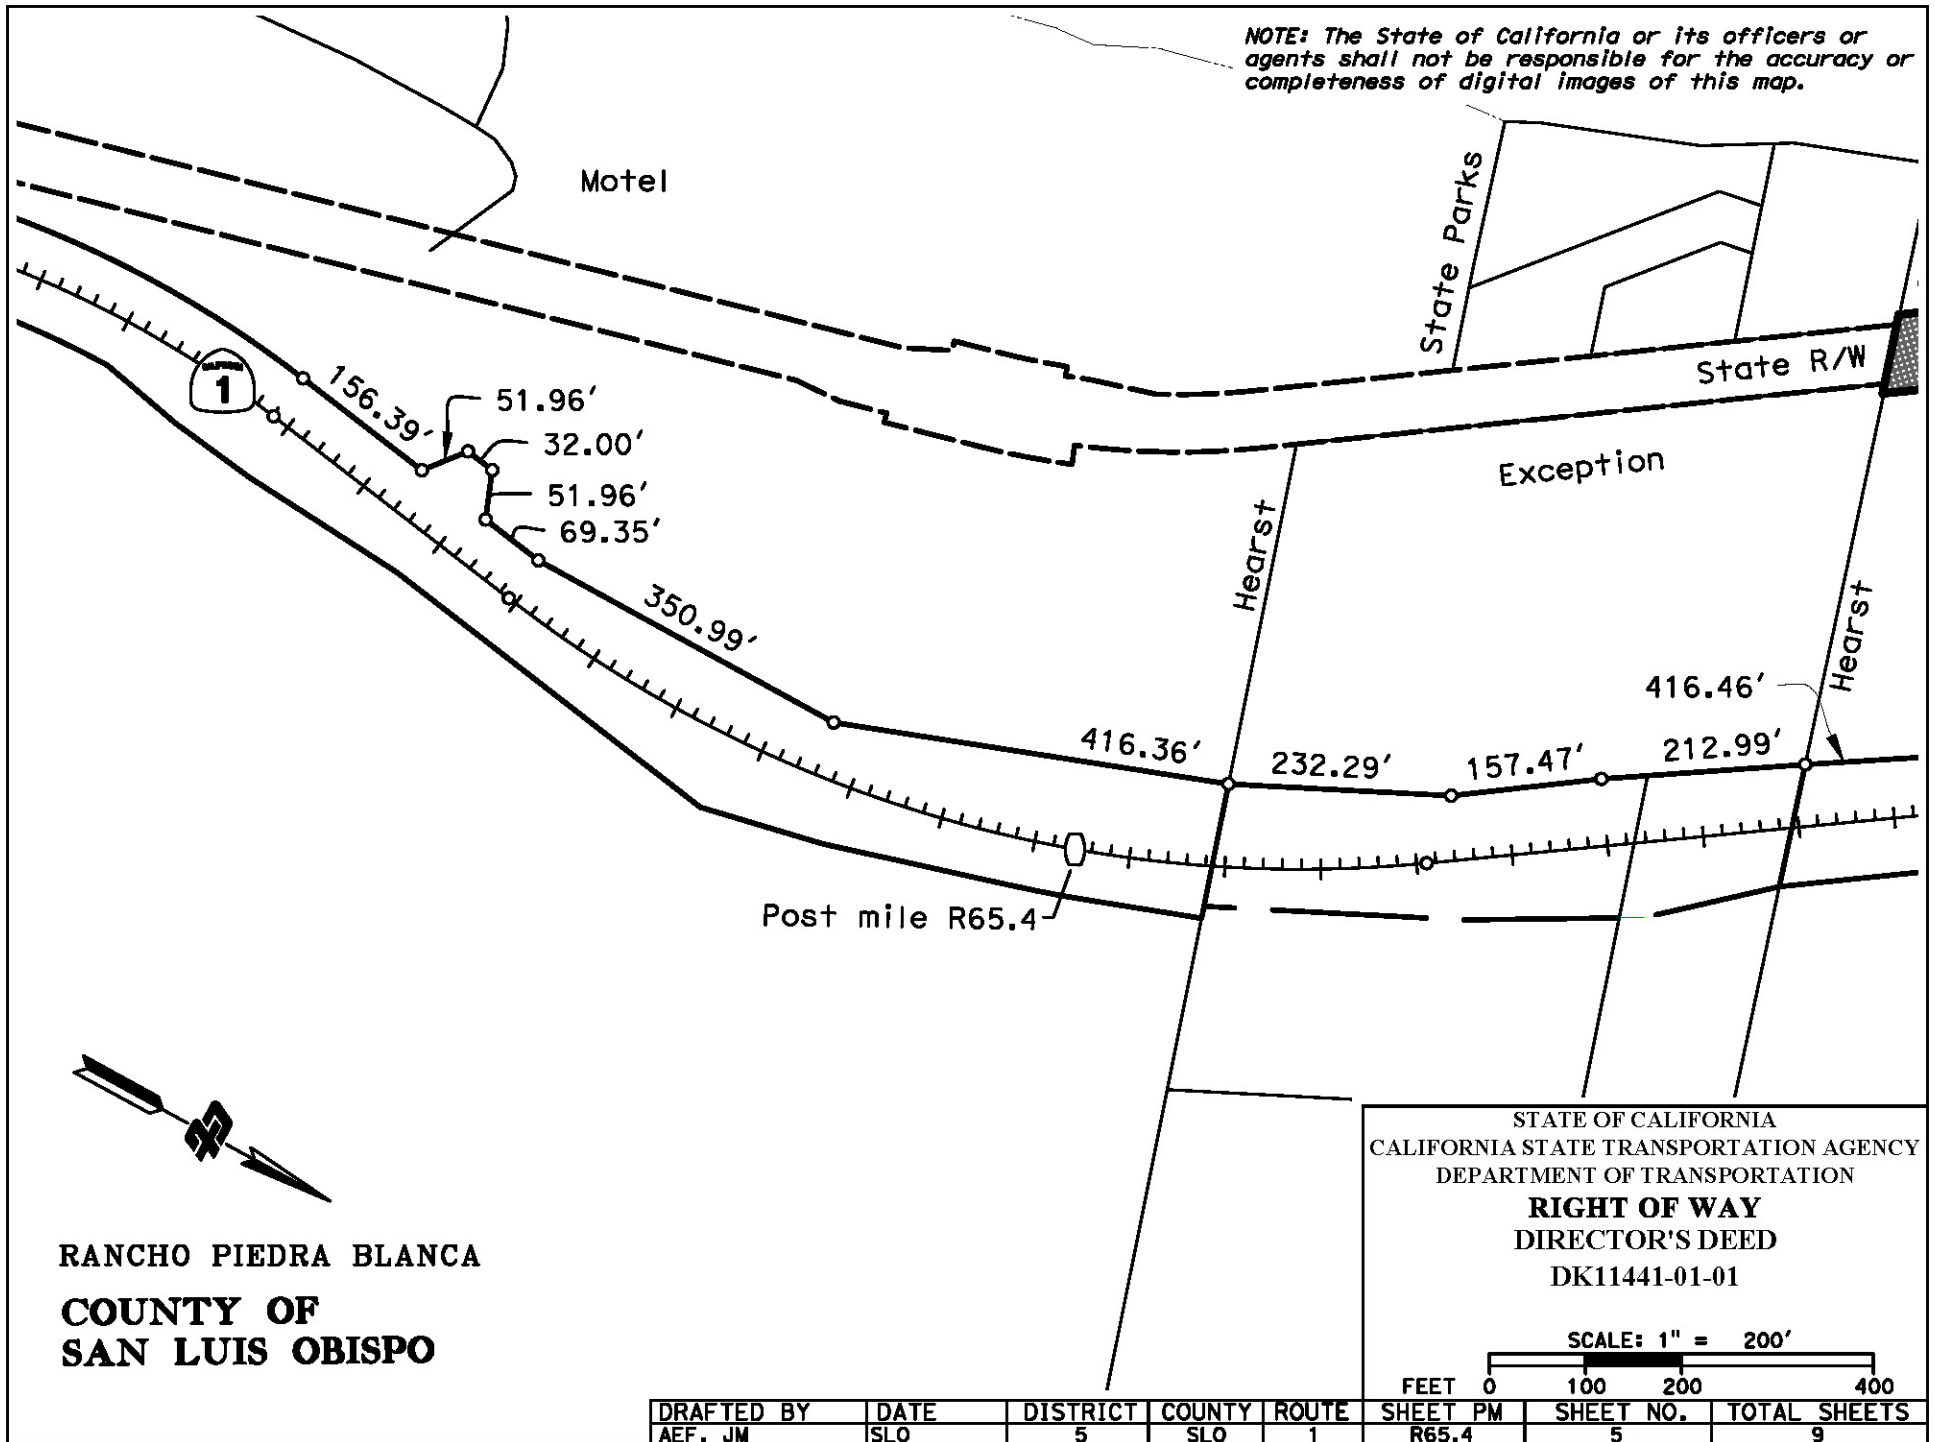 NOTE: The State of California or its officers or
agents shall not be responsible for the accuracy or
completeness of digital images of this map.
Motel
State Parks
State R/W
Exception
1
156.39'
51.96'
32.00'
51.96'
69.35'
350.99'
Hearst
Hearst
416.46'
416.36'
232.29'
157.47'
212.99'
Post mile R65.4
RANCHO PIEDRA BLANCA
COUNTY OF
SAN LUIS OBISPO
STATE OF CALIFORNIA
CALIFORNIA STATE TRANSPORTATION AGENCY
DEPARTMENT OF TRANSPORTATION
RIGHT OF WAY
DIRECTOR'S DEED
DK11441-01-01
SCALE: 1" = 200'
FEET 0 100 200 400
DRAFTED BY DATE DISTRICT COUNTY ROUTE SHEET PM SHEET NO. TOTAL SHEETS
AEF, JM SLO 5 SLO 1 R65.4 5 9